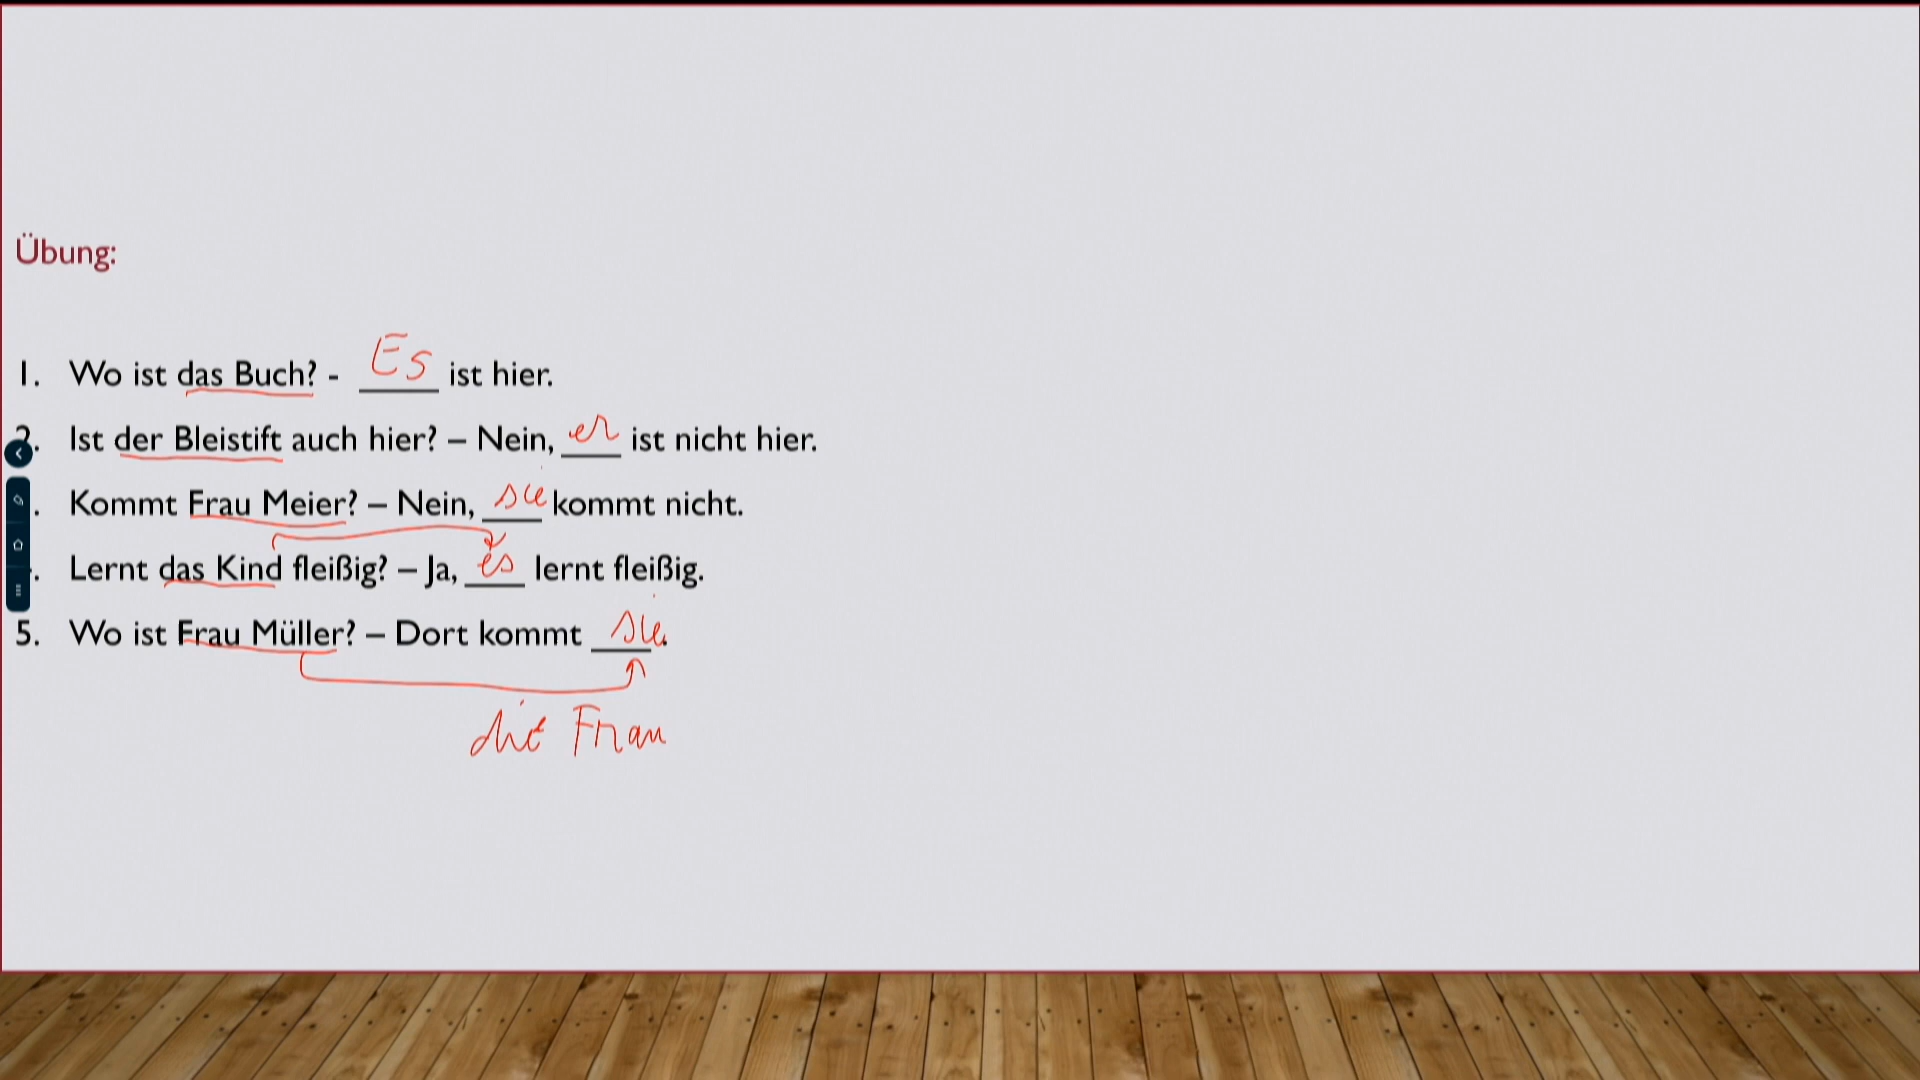 Übung:
1. Wo ist das Buch? - Es ist hier.
2. Ist der Bleistift auch hier? – Nein, er ist nicht hier.
. Kommt Frau Meier? – Nein, sie kommt nicht.
. Lernt das Kind fleißig? – Ja, es lernt fleißig.
5. Wo ist Frau Müller? – Dort kommt sie.
die Frau